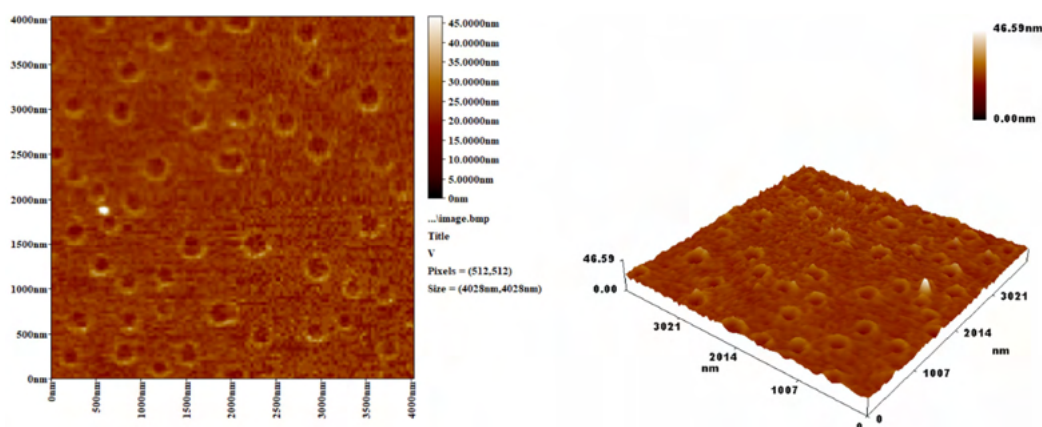 4000nm
3500nm
3000nm
2500nm
2000nm
1500nm
1000nm
500nm
0nm
0nm
500nm
1000nm
1500nm
2000nm
2500nm
3000nm
3500nm
4000nm
45.0000nm
40.0000nm
35.0000nm
30.0000nm
25.0000nm
20.0000nm
15.0000nm
10.0000nm
5.0000nm
0nm
...\image.bmp
Title
V
Pixels = (512,512)
Size = (4028nm,4028nm)
46.59nm
0.00nm
46.59
0.00
3021
2014
nm
1007
0
0
1007
2014
nm
3021